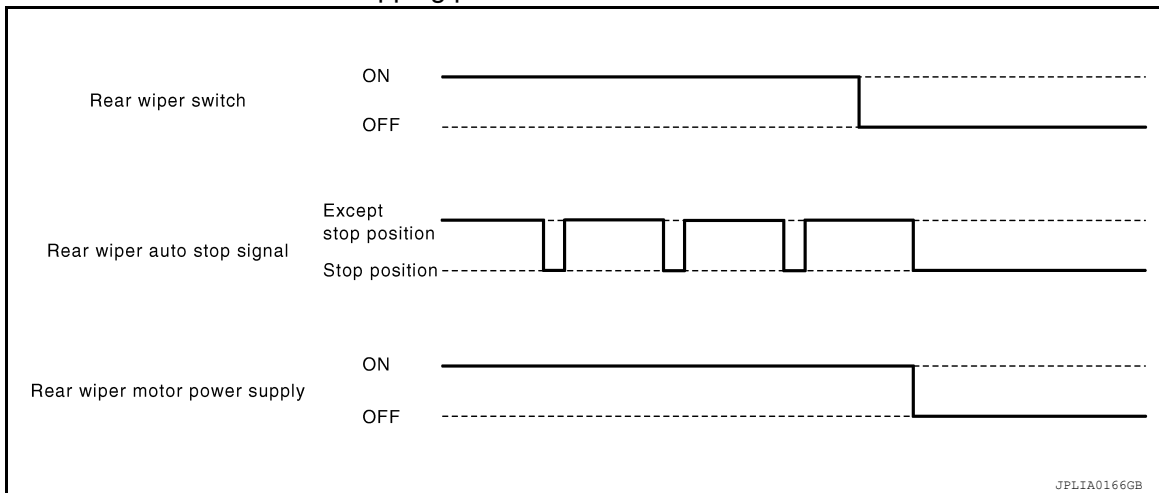 ON
Rear wiper switch
OFF
Except
stop position
Rear wiper auto stop signal
Stop position
ON
Rear wiper motor power supply
OFF
JPLIA0166GB